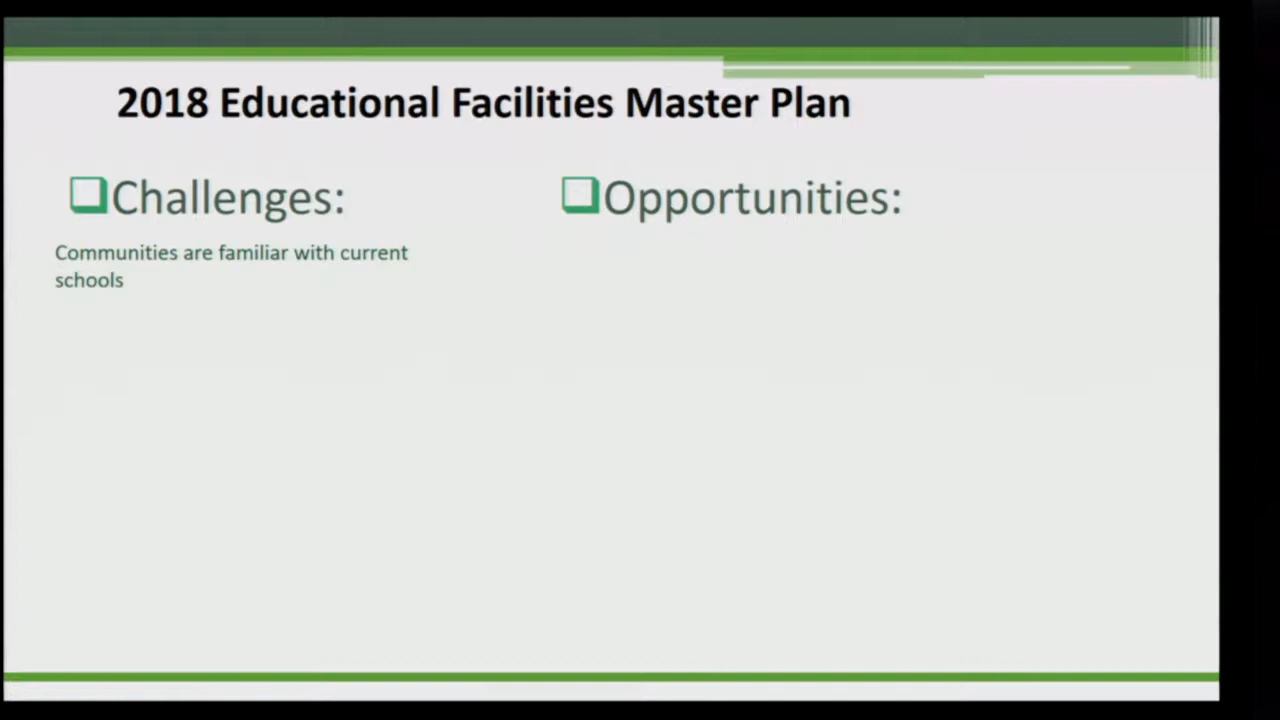 2018 Educational Facilities Master Plan
Challenges:
Communities are familiar with current
schools
Opportunities: